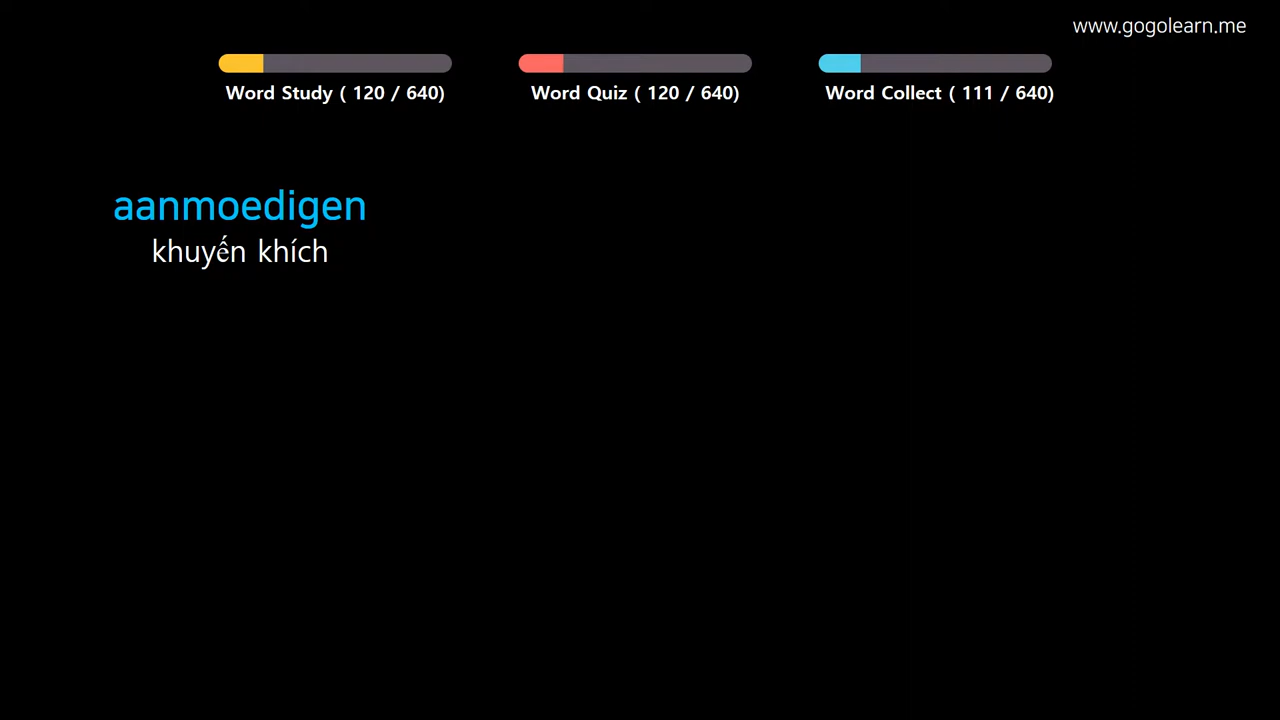 www.gogolearn.me
Word Study ( 120 / 640)
Word Quiz ( 120 / 640)
Word Collect ( 111 / 640)
aanmoedigen
khuyến khích